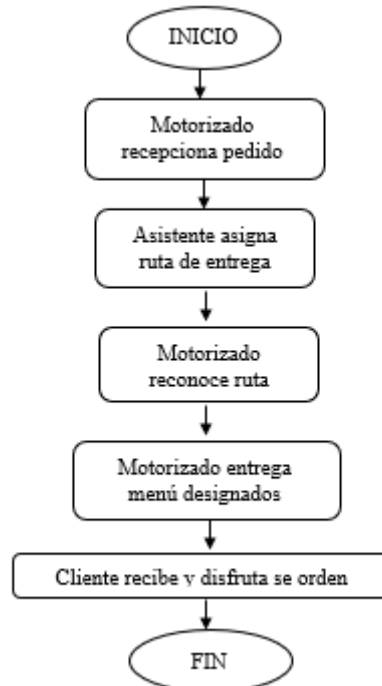 INICIO
Motorizado
recepciona pedido
Asistente asigna
ruta de entrega
Motorizado
reconoce ruta
Motorizado entrega
menú designados
Cliente recibe y disfruta se orden
FIN